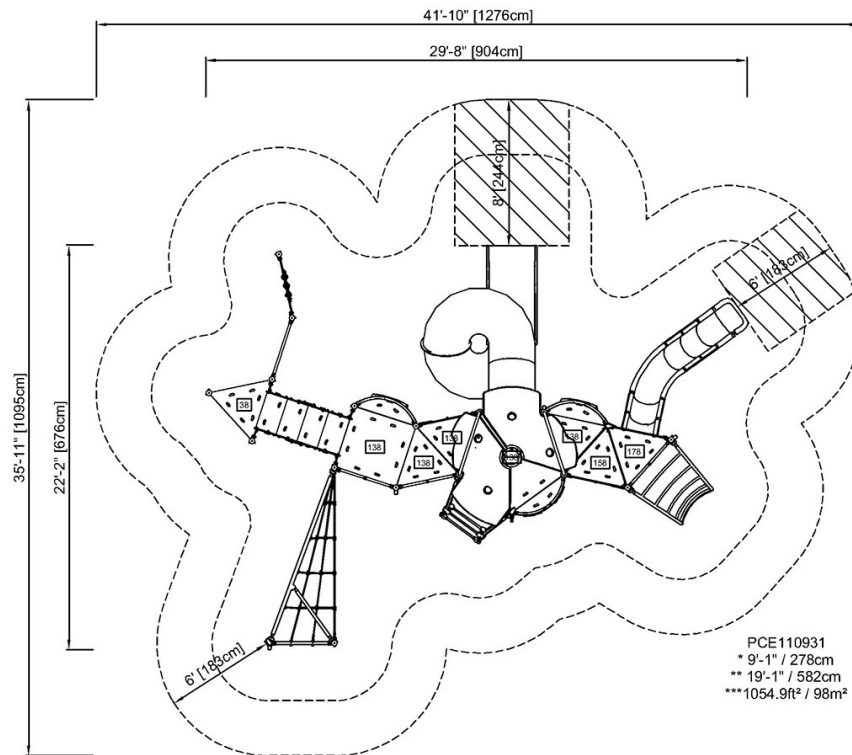 41'-10" [1276cm]
29'-8" [904cm]
8' [244cm]
6' [183cm]
35'-11" [1095cm]
22'-2" [676cm]
38
138
138
138
138
158
178
6' [183cm]
PCE110931
* 9'-1" / 278cm
** 19'-1" / 582cm
***1054.9ft² / 98m²